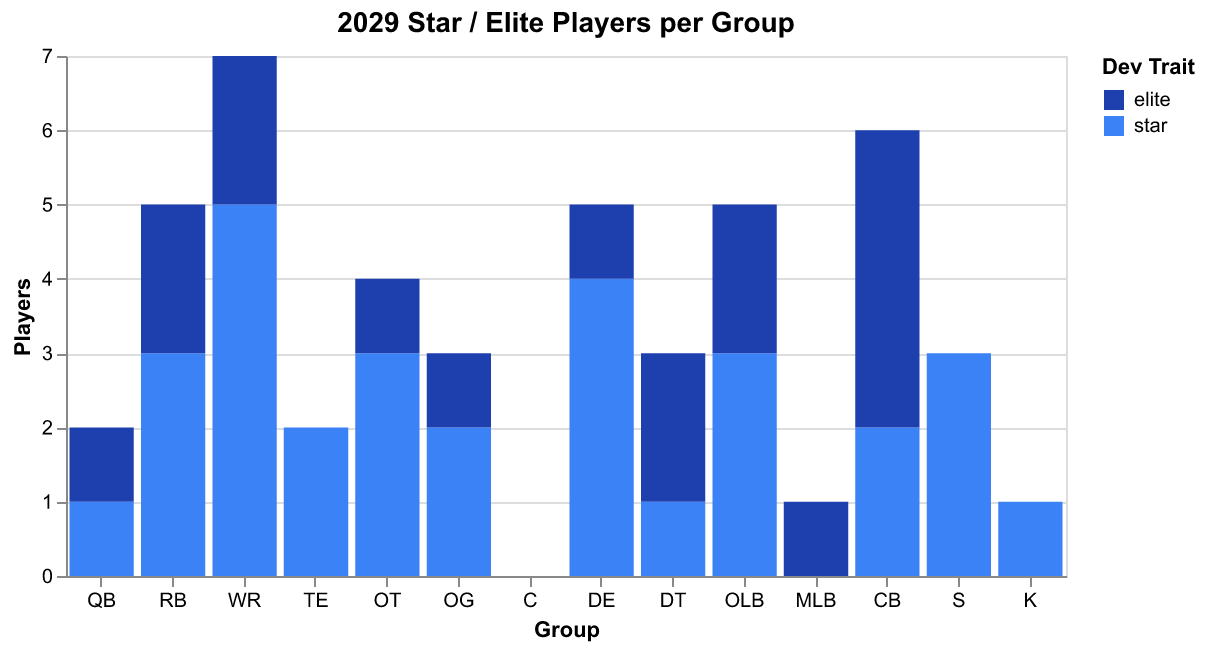 2029 Star / Elite Players per Group
Dev Trait
elite
star
Players
7
6
5
4
3
2
1
0
QB RB WR TE OT OG C DE DT OLB MLB CB S K
Group